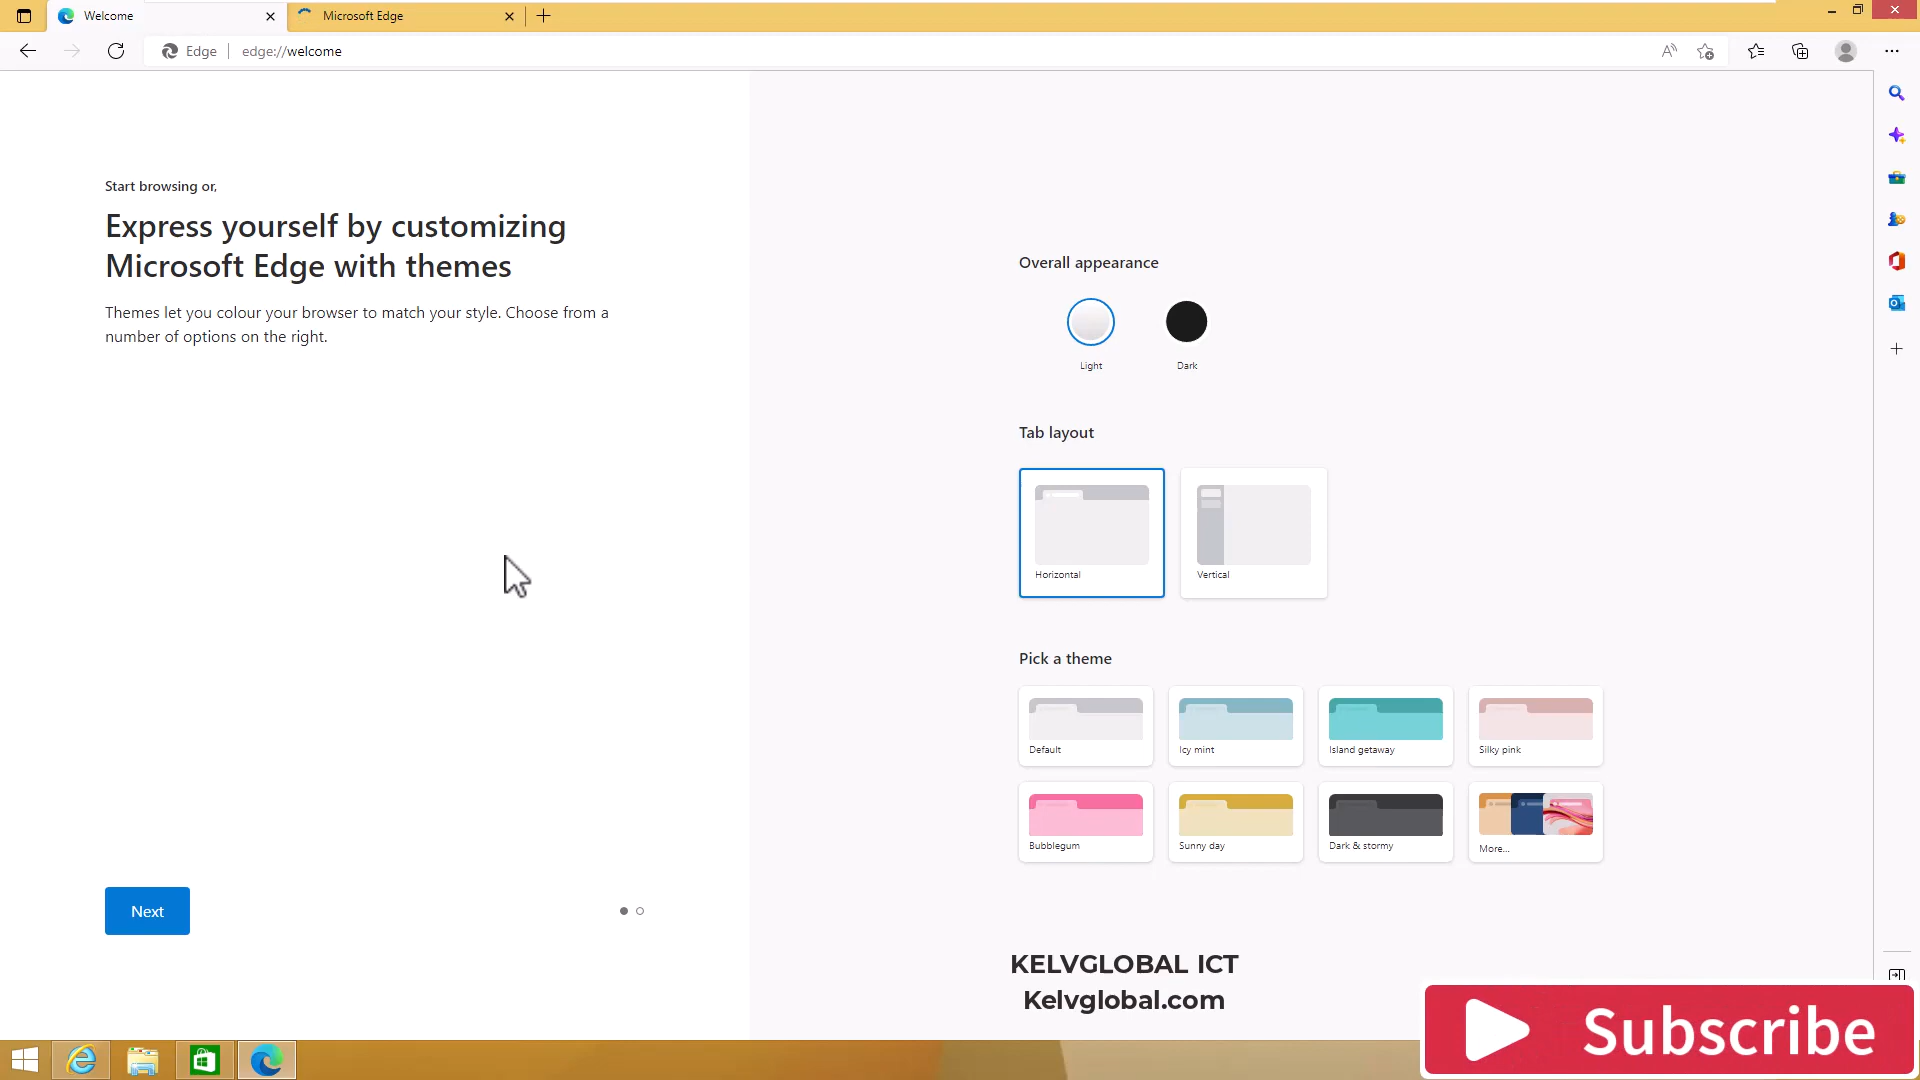 Welcome
Microsoft Edge
Edge
edge://welcome
Start browsing or,
Express yourself by customizing
Microsoft Edge with themes
Themes let you colour your browser to match your style. Choose from a
number of options on the right.
Next
Overall appearance
Light
Dark
Tab layout
Horizontal
Vertical
Pick a theme
Default
Icy mint
Island getaway
Silky pink
Bubblegum
Sunny day
Dark & stormy
More...
KELVGLOBAL ICT
Kelvglobal.com
Subscribe